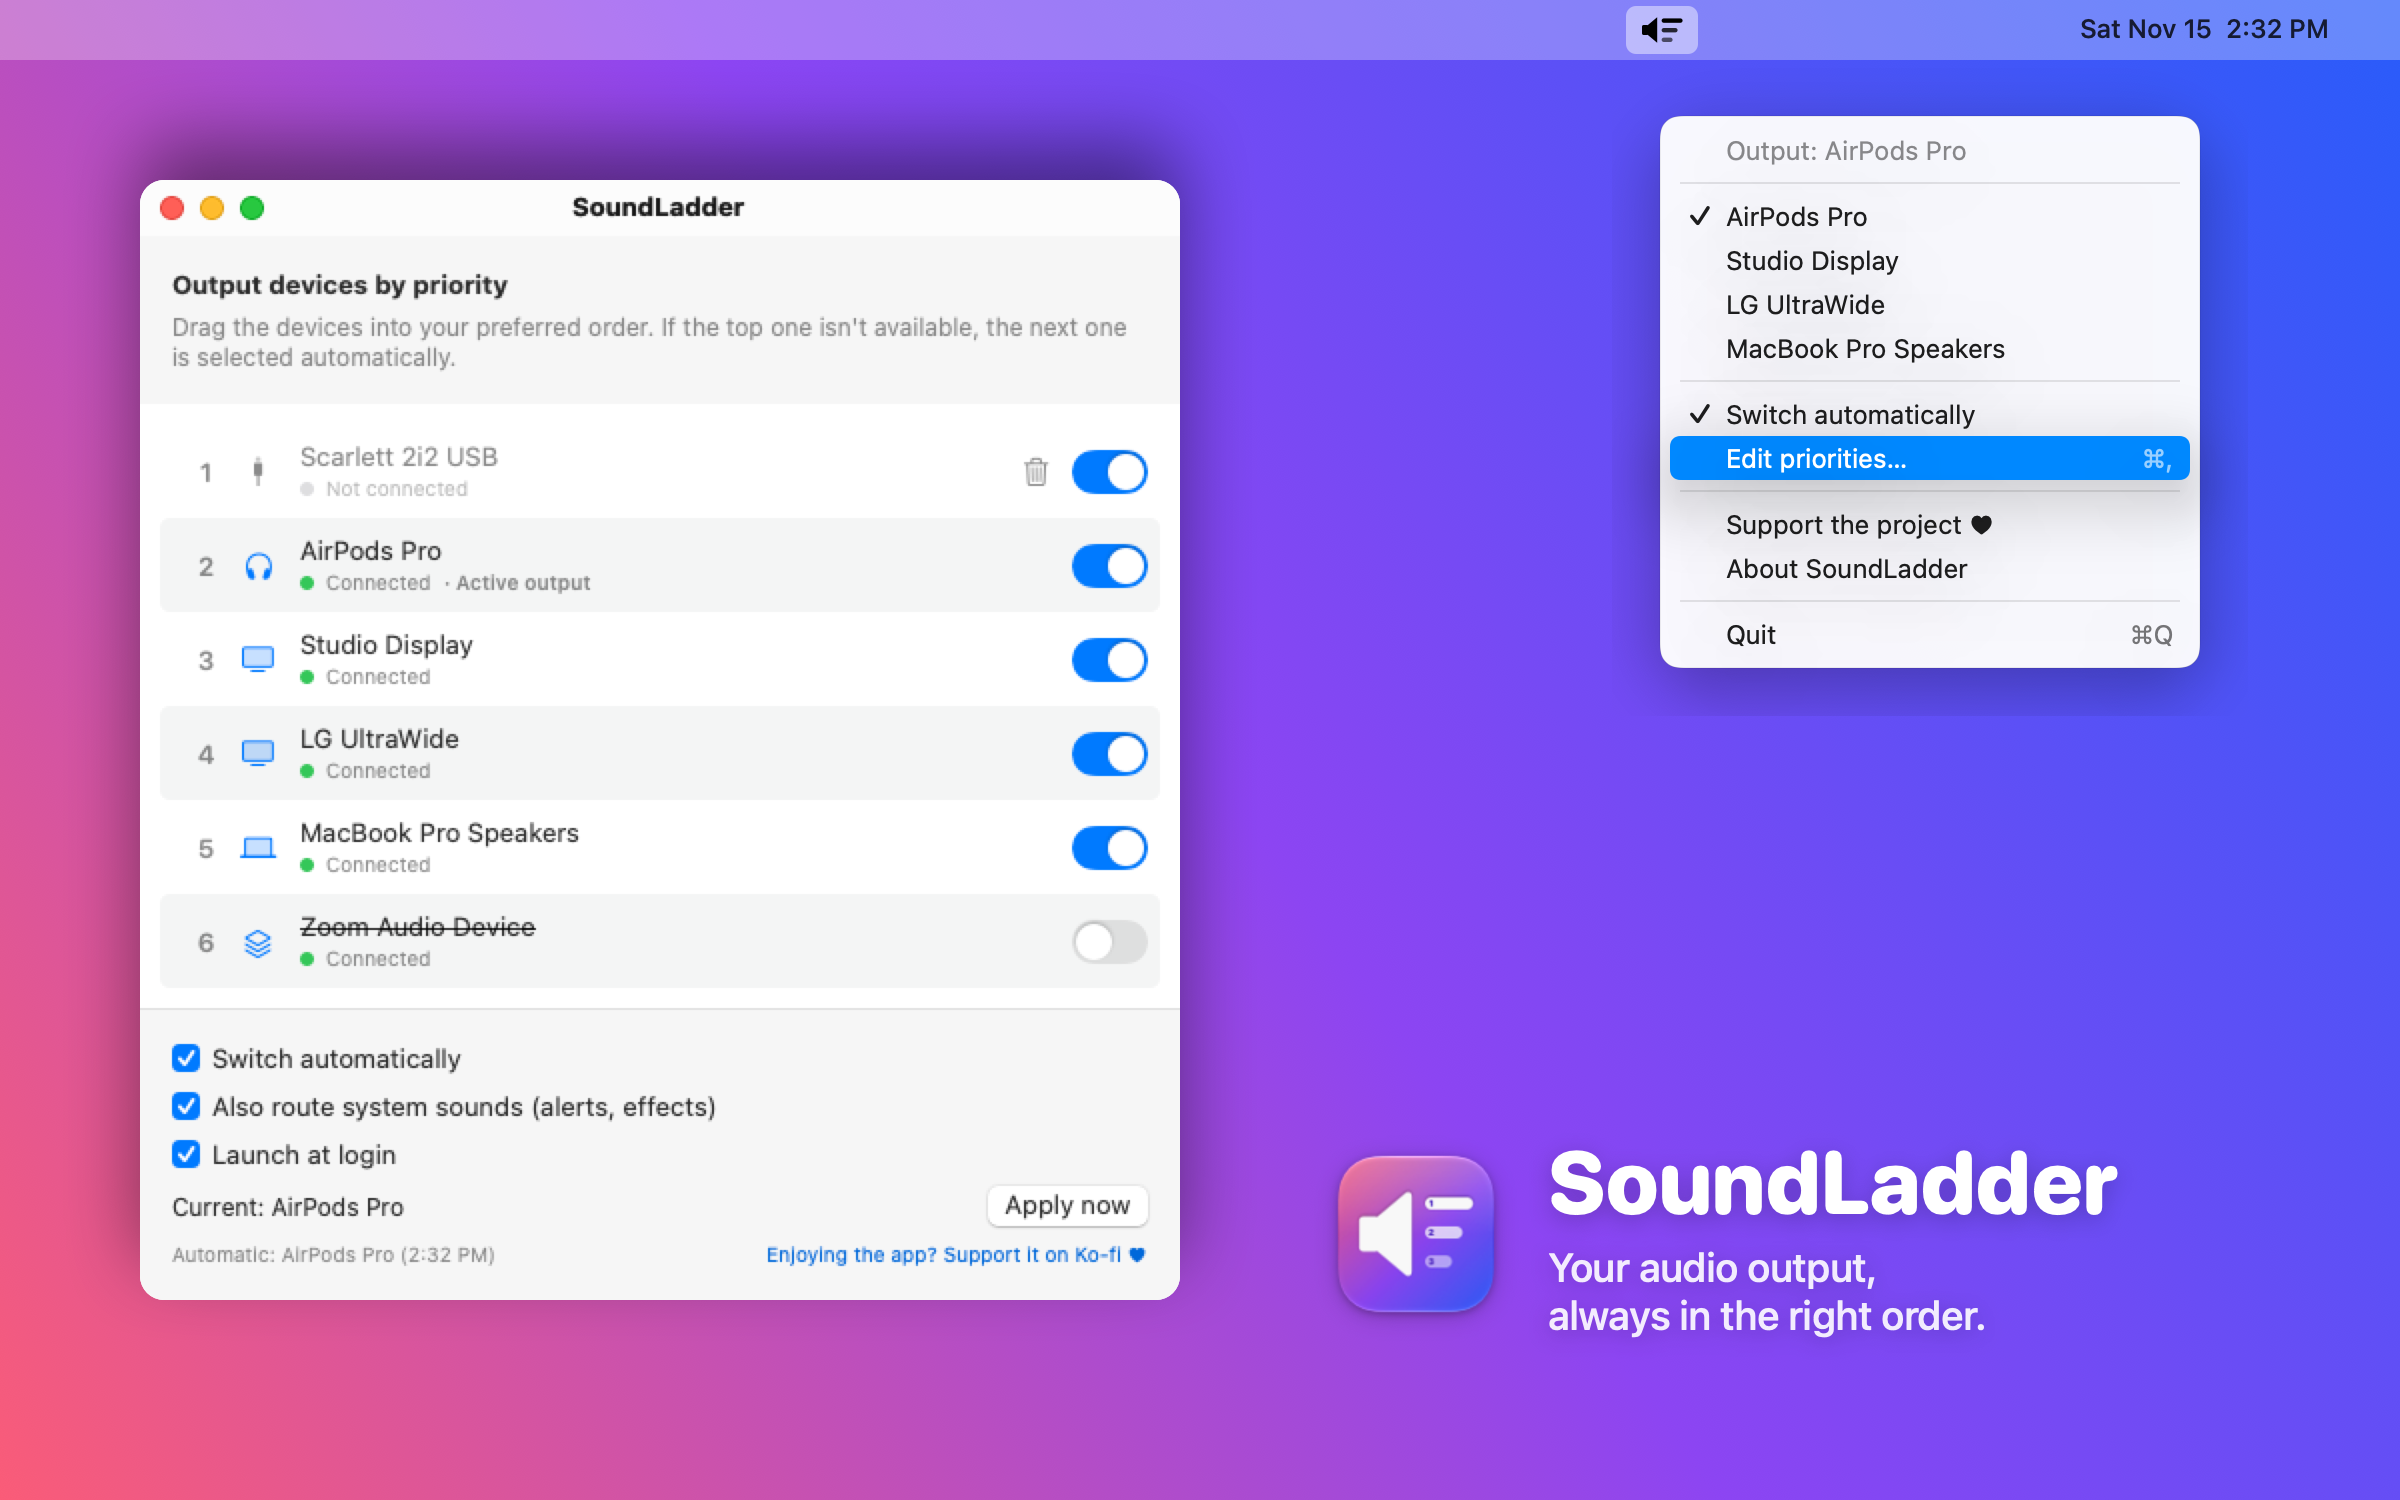 Sat Nov 15 2:32 PM
SoundLadder
Output devices by priority
Drag the devices into your preferred order. If the top one isn't available, the next one
is selected automatically.
1
Scarlett 2i2 USB
Not connected
2
AirPods Pro
Connected · Active output
3
Studio Display
Connected
4
LG UltraWide
Connected
5
MacBook Pro Speakers
Connected
6
Zoom Audio Device
Connected
Switch automatically
Also route system sounds (alerts, effects)
Launch at login
Current: AirPods Pro
Apply now
Automatic: AirPods Pro (2:32 PM)
Enjoying the app? Support it on Ko-fi ♥
Output: AirPods Pro
✓ AirPods Pro
Studio Display
LG UltraWide
MacBook Pro Speakers
✓ Switch automatically
Edit priorities... ⌘,
Support the project ♥
About SoundLadder
Quit ⌘Q
1
2
3
SoundLadder
Your audio output,
always in the right order.